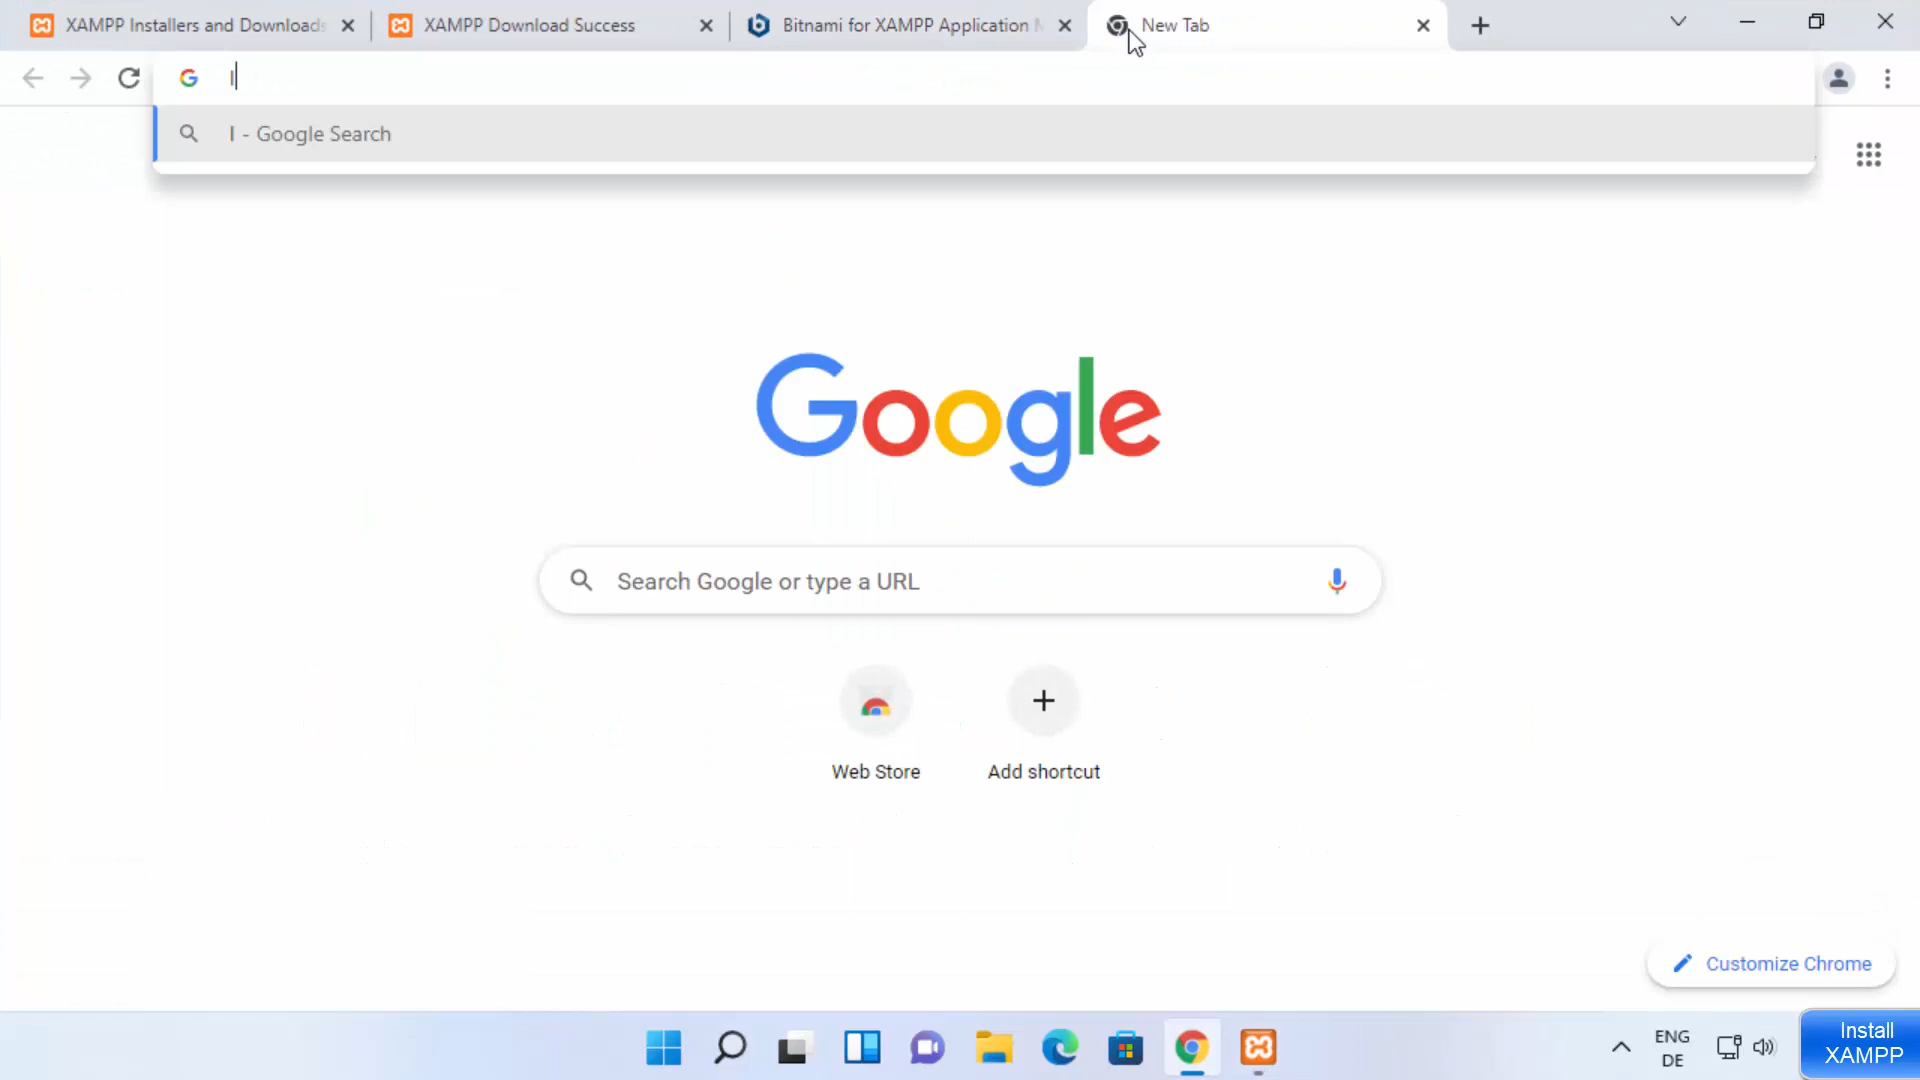 XAMPP Installers and Downloads
XAMPP Download Success
Bitnami for XAMPP Application M
New Tab
l
l - Google Search
Google
Search Google or type a URL
Web Store
Add shortcut
Customize Chrome
ENG
DE
Install
XAMPP